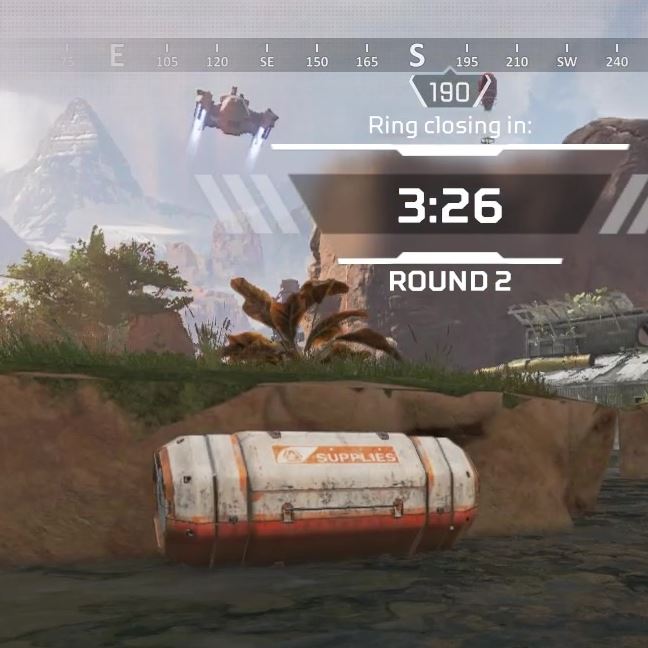 75 E 105 120 SE 150 165 S 195 210 SW 240
190
Ring closing in:
3:26
ROUND 2
SUPPLIES